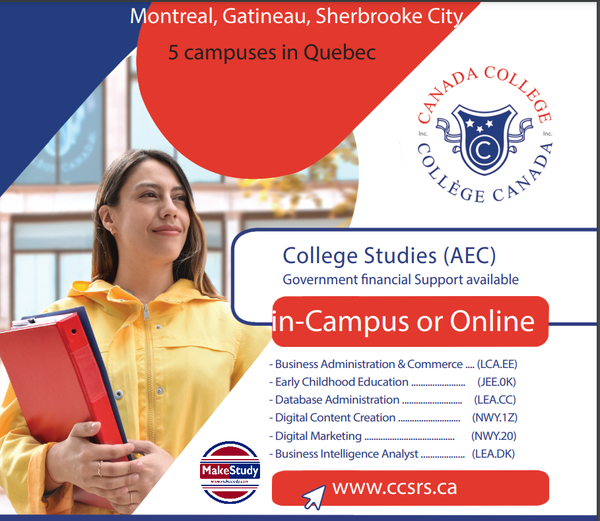 Montreal, Gatineau, Sherbrooke City
5 campuses in Quebec
CANADA COLLEGE
Inc. Inc.
COLLÈGE CANADA
C
College Studies (AEC)
Government financial Support available
in-Campus or Online
- Business Administration & Commerce .... (LCA.EE)
- Early Childhood Education ...................... (JEE.0K)
- Database Administration ........................ (LEA.CC)
- Digital Content Creation ......................... (NWY.1Z)
- Digital Marketing ..................................... (NWY.20)
- Business Intelligence Analyst .................. (LEA.DK)
MakeStudy
www.ccsrs.ca